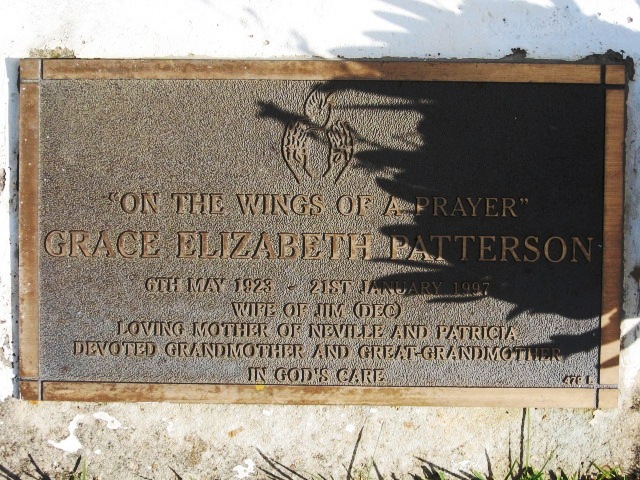 "ON THE WINGS OF A PRAYER"
GRACE ELIZABETH PATTERSON
6TH MAY 1923 - 21ST JANUARY 1997
WIFE OF JIM (DEC)
LOVING MOTHER OF NEVILLE AND PATRICIA
DEVOTED GRANDMOTHER AND GREAT-GRANDMOTHER
IN GOD'S CARE